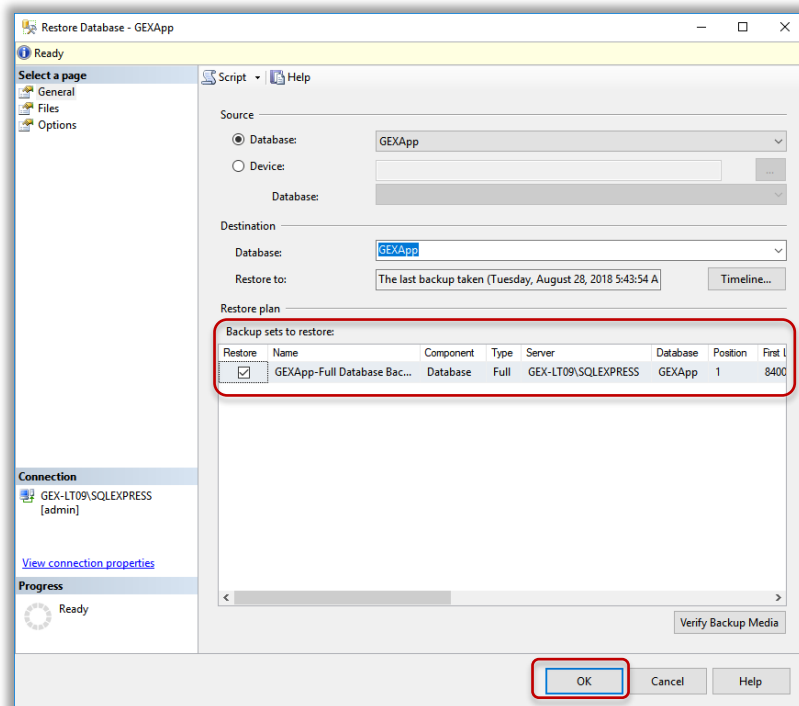 Restore Database - GEXApp
Ready
Select a page
General
Files
Options
Script
Help
Source
Database:
GEXApp
Device:
...
Database:
Destination
Database:
GEXApp
Restore to:
The last backup taken (Tuesday, August 28, 2018 5:43:54 A
Timeline...
Restore plan
Backup sets to restore:
Restore Name Component Type Server Database Position First L
GEXApp-Full Database Bac... Database Full GEX-LT09\SQLEXPRESS GEXApp 1 8400
Connection
GEX-LT09\SQLEXPRESS
[admin]
View connection properties
Progress
Ready
Verify Backup Media
OK
Cancel
Help